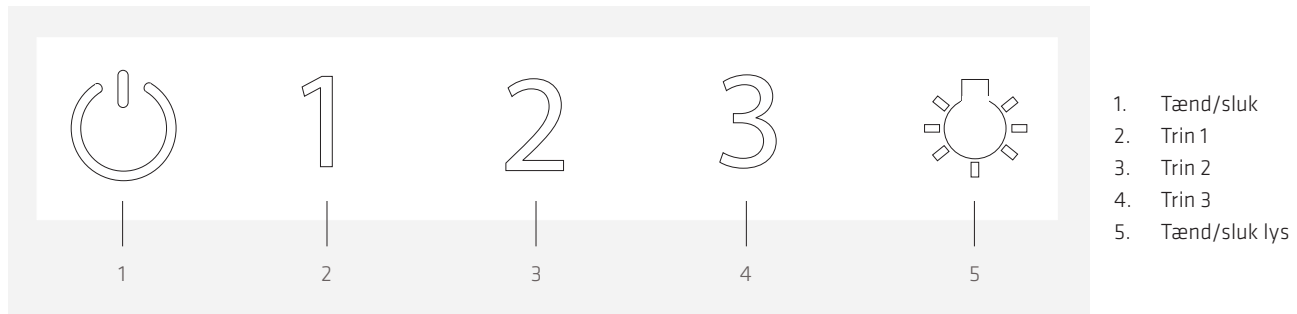 1 2 3
1 2 3 4 5
1. Tænd/sluk
2. Trin 1
3. Trin 2
4. Trin 3
5. Tænd/sluk lys